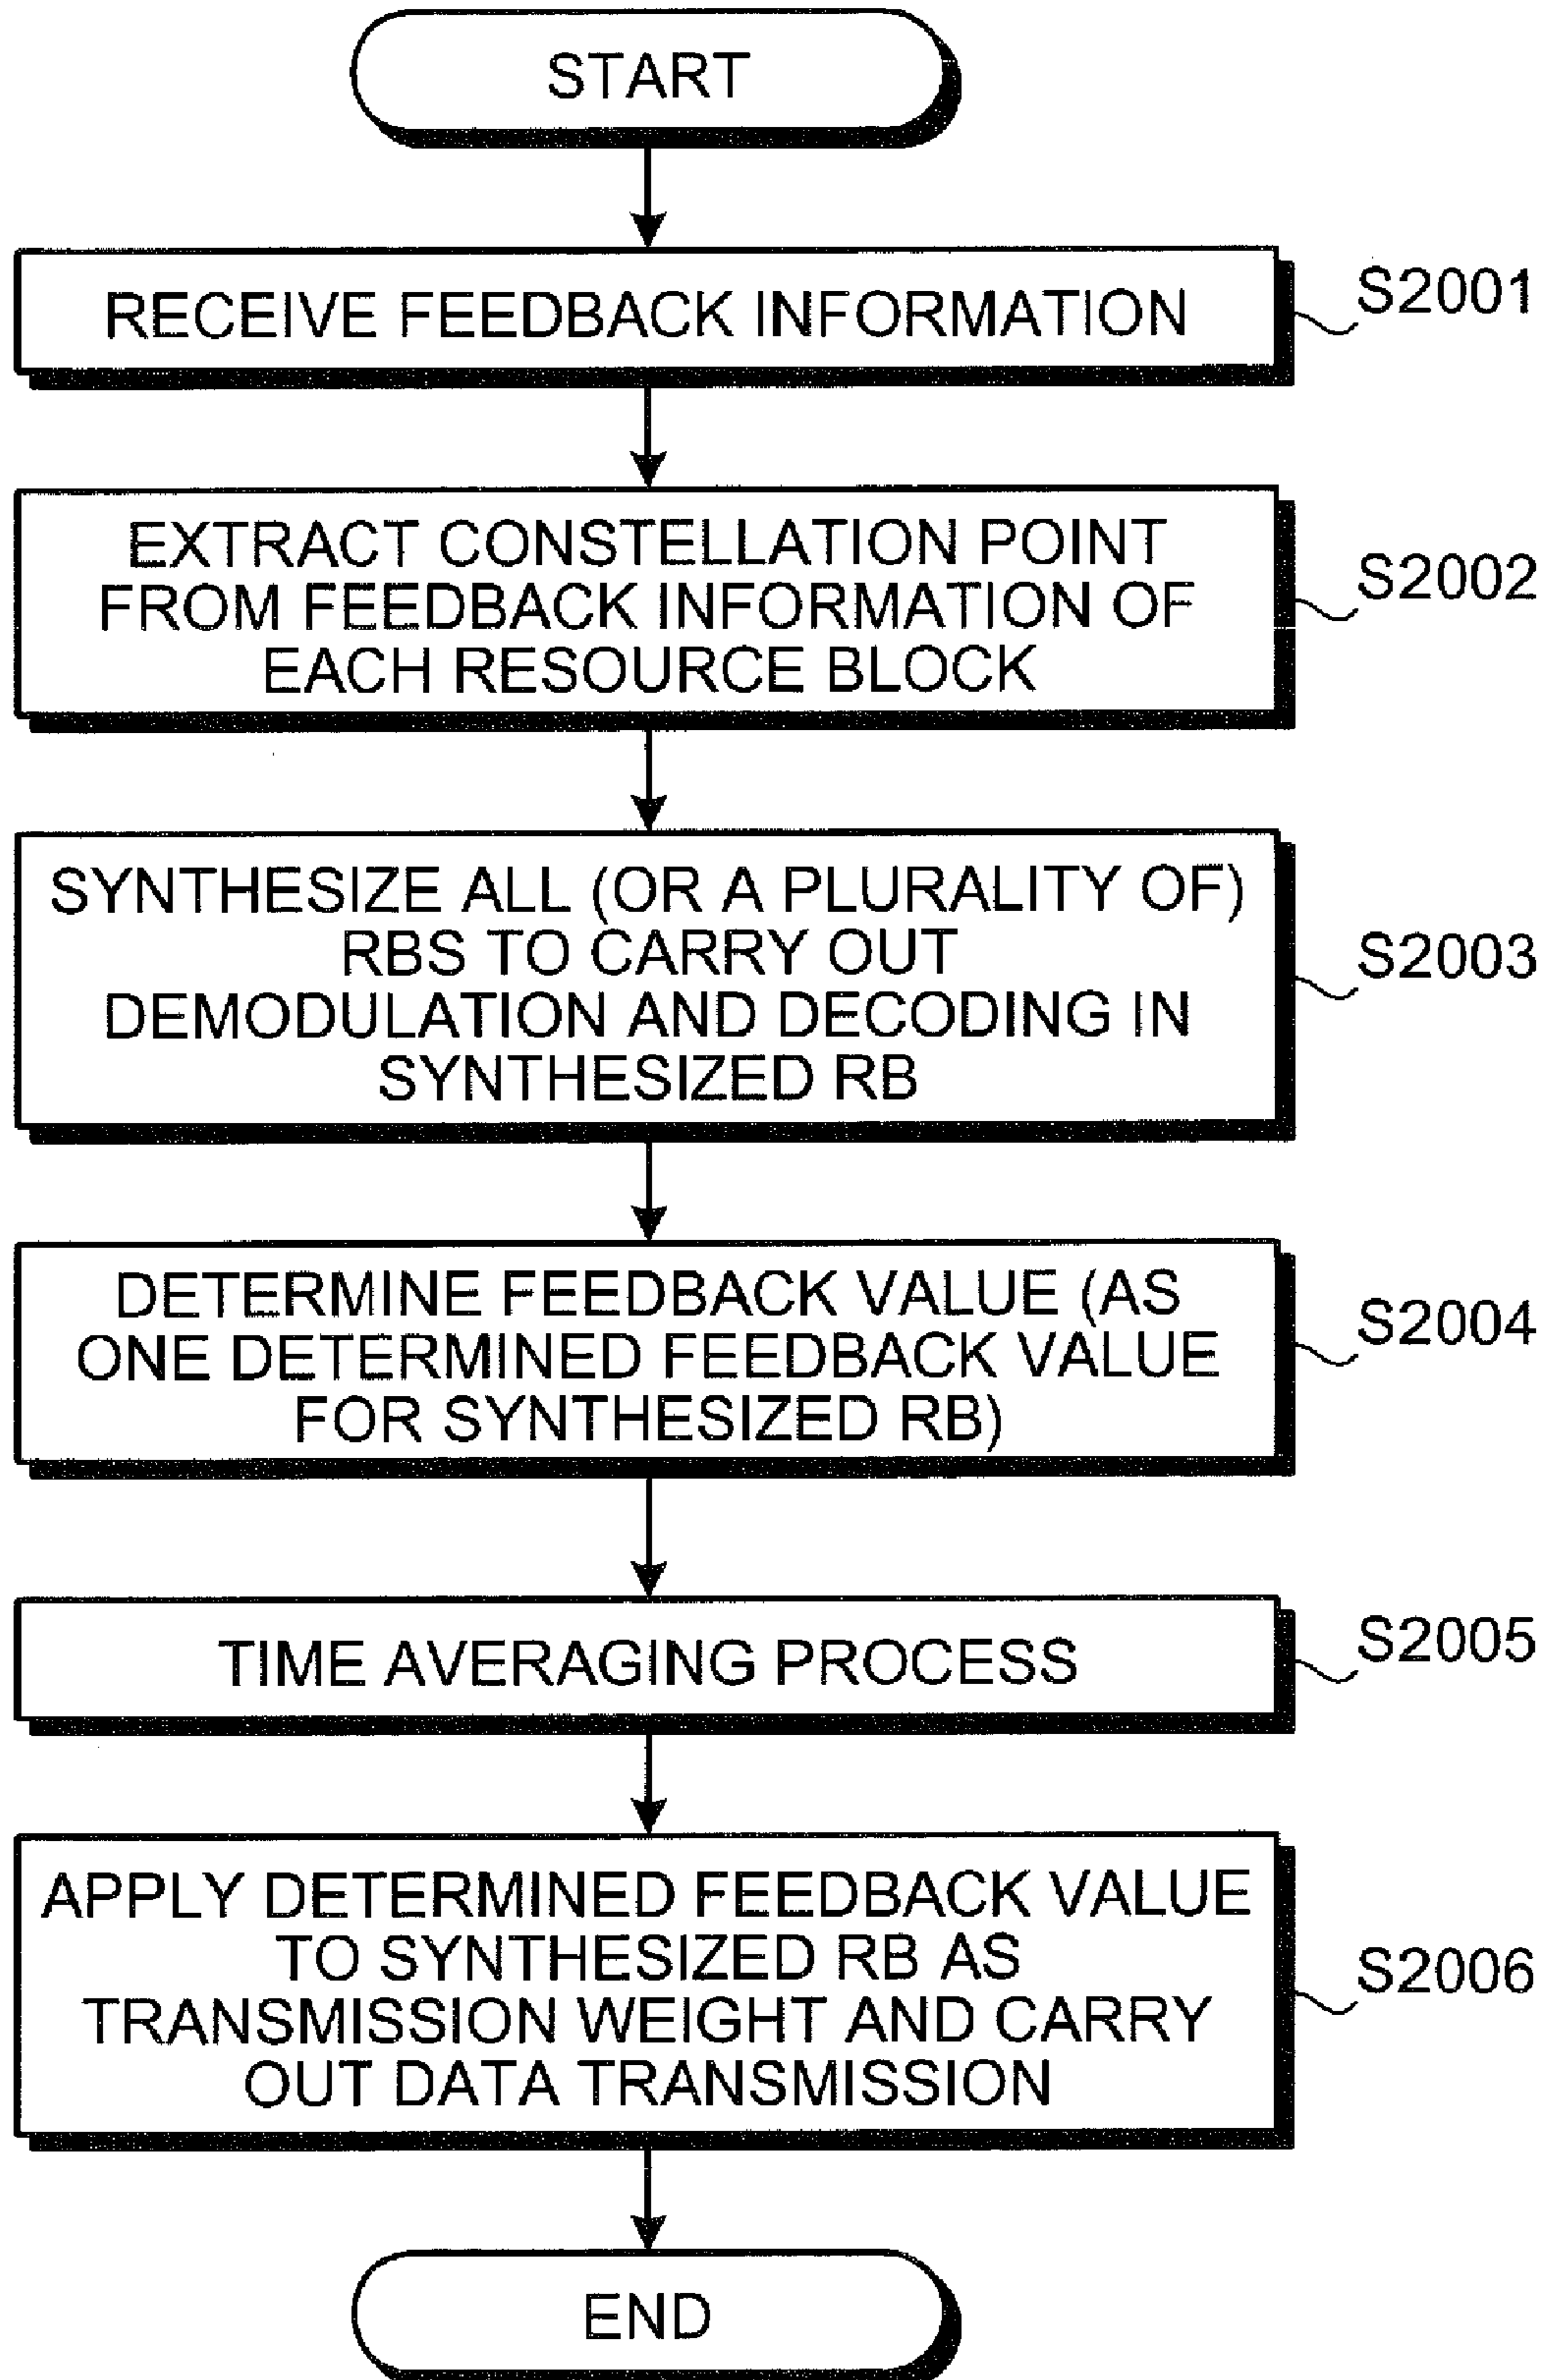 START
RECEIVE FEEDBACK INFORMATION
S2001
EXTRACT CONSTELLATION POINT
FROM FEEDBACK INFORMATION OF
EACH RESOURCE BLOCK
S2002
SYNTHESIZE ALL (OR A PLURALITY OF)
RBS TO CARRY OUT
DEMODULATION AND DECODING IN
SYNTHESIZED RB
S2003
DETERMINE FEEDBACK VALUE (AS
ONE DETERMINED FEEDBACK VALUE
FOR SYNTHESIZED RB)
S2004
TIME AVERAGING PROCESS
S2005
APPLY DETERMINED FEEDBACK VALUE
TO SYNTHESIZED RB AS
TRANSMISSION WEIGHT AND CARRY
OUT DATA TRANSMISSION
S2006
END